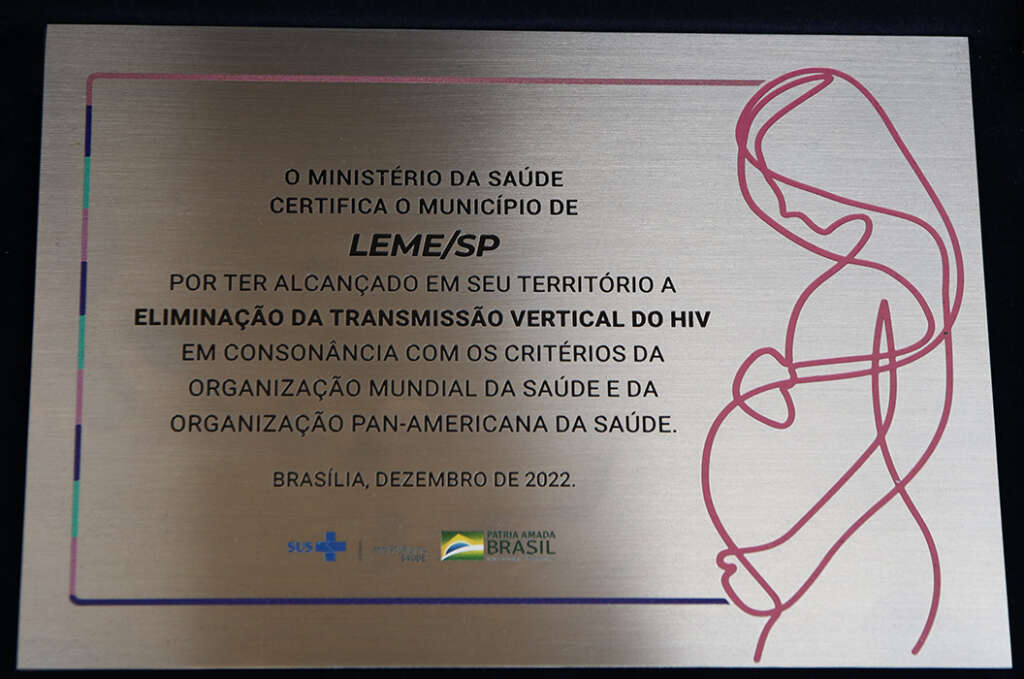 O MINISTÉRIO DA SAÚDE
CERTIFICA O MUNICÍPIO DE
LEME/SP
POR TER ALCANÇADO EM SEU TERRITÓRIO A
ELIMINAÇÃO DA TRANSMISSÃO VERTICAL DO HIV
EM CONSONÂNCIA COM OS CRITÉRIOS DA
ORGANIZAÇÃO MUNDIAL DA SAÚDE E DA
ORGANIZAÇÃO PAN-AMERICANA DA SAÚDE.
BRASÍLIA, DEZEMBRO DE 2022.
SUS
SAÚDE
PÁTRIA AMADA
BRASIL